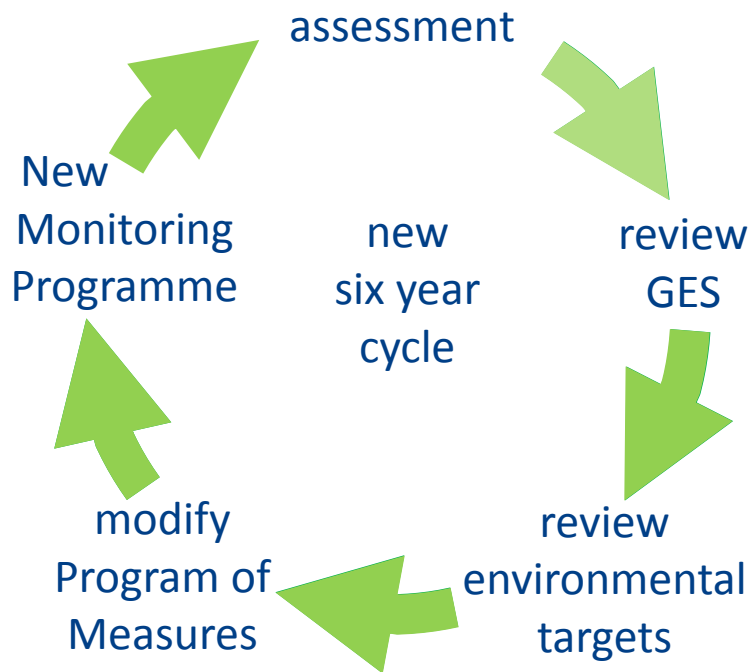 assessment
review
GES
review
environmental
targets
modify
Program of
Measures
New
Monitoring
Programme
new
six year
cycle